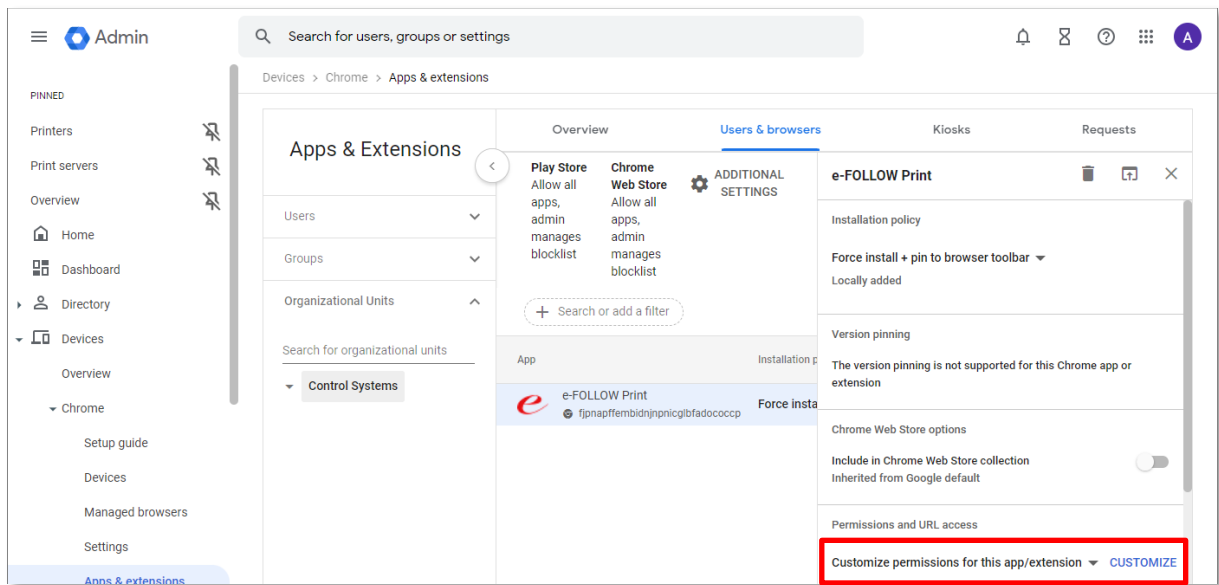 Admin
Search for users, groups or settings
A
Devices > Chrome > Apps & extensions
PINNED
Printers
Print servers
Overview
Home
Dashboard
Directory
Devices
Overview
Chrome
Setup guide
Devices
Managed browsers
Settings
Apps & extensions
Apps & Extensions
Users
Groups
Organizational Units
Search for organizational units
Control Systems
Overview
Users & browsers
Kiosks
Requests
Play Store
Allow all
apps,
admin
manages
blocklist
Chrome
Web Store
Allow all
apps,
admin
manages
blocklist
ADDITIONAL
SETTINGS
Search or add a filter
App
Installation p
e-FOLLOW Print
fjpnapffembidnjnpnicglbfadococcp
Force insta
e-FOLLOW Print
Installation policy
Force install + pin to browser toolbar
Locally added
Version pinning
The version pinning is not supported for this Chrome app or
extension
Chrome Web Store options
Include in Chrome Web Store collection
Inherited from Google default
Permissions and URL access
Customize permissions for this app/extension
CUSTOMIZE